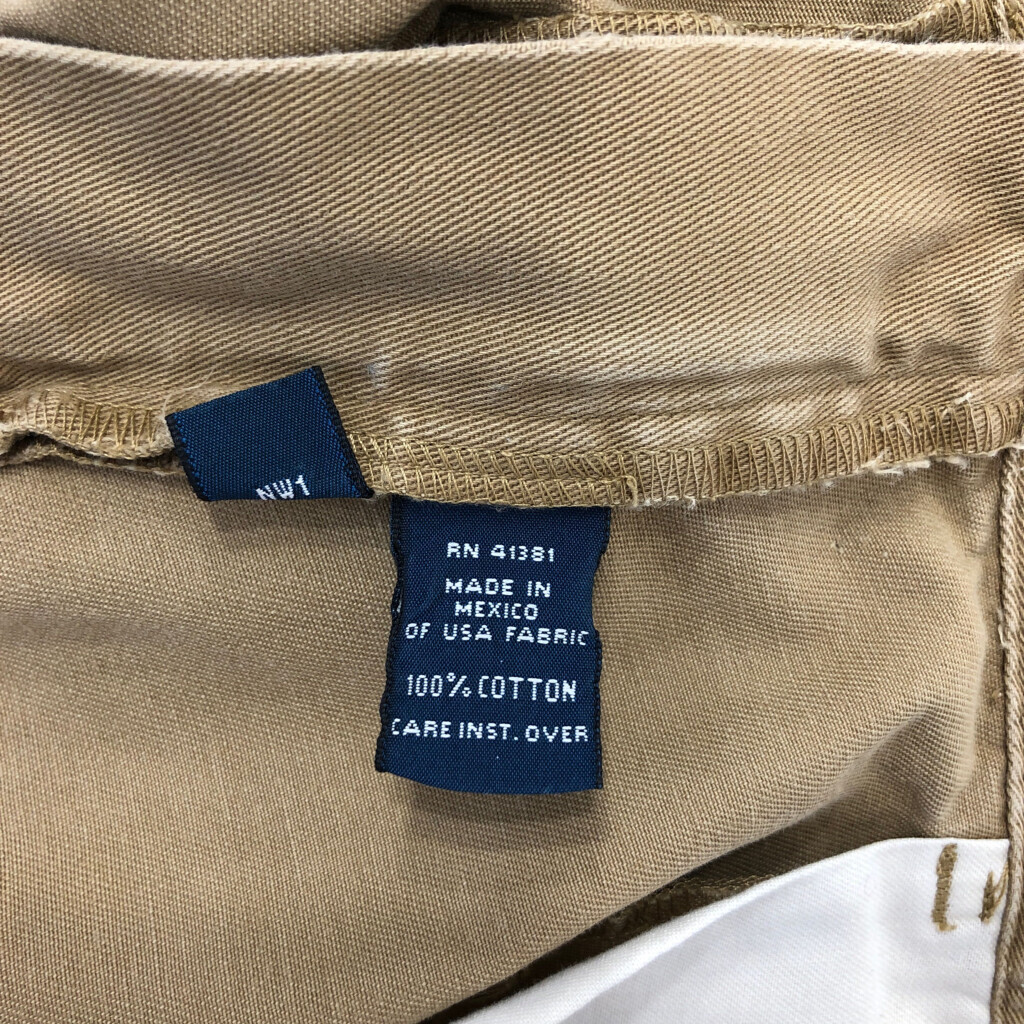 NW1
RN 41381
MADE IN
MEXICO
OF USA FABRIC
100% COTTON
CARE INST. OVER